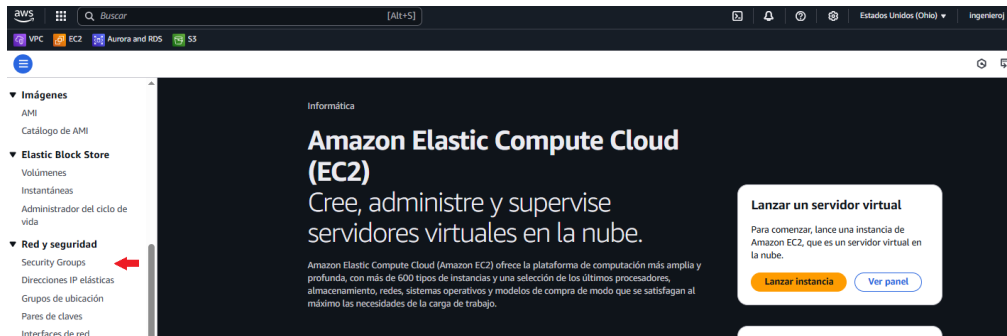 aws
Buscar
[Alt+S]
Estados Unidos (Ohio)
Ingenieroj
VPC
EC2
Aurora and RDS
S3
Imágenes
AMI
Catálogo de AMI
Elastic Block Store
Volúmenes
Instantáneas
Administrador del ciclo de
vida
Red y seguridad
Security Groups
Direcciones IP elásticas
Grupos de ubicación
Pares de claves
Interfaces de red
Informática
Amazon Elastic Compute Cloud
(EC2)
Cree, administre y supervise
servidores virtuales en la nube.
Amazon Elastic Compute Cloud (Amazon EC2) ofrece la plataforma de computación más amplia y
profunda, con más de 600 tipos de instancias y una selección de los últimos procesadores,
almacenamiento, redes, sistemas operativos y modelos de compra de modo que se satisfagan al
máximo las necesidades de la carga de trabajo.
Lanzar un servidor virtual
Para comenzar, lance una instancia de
Amazon EC2, que es un servidor virtual en
la nube.
Lanzar instancia
Ver panel